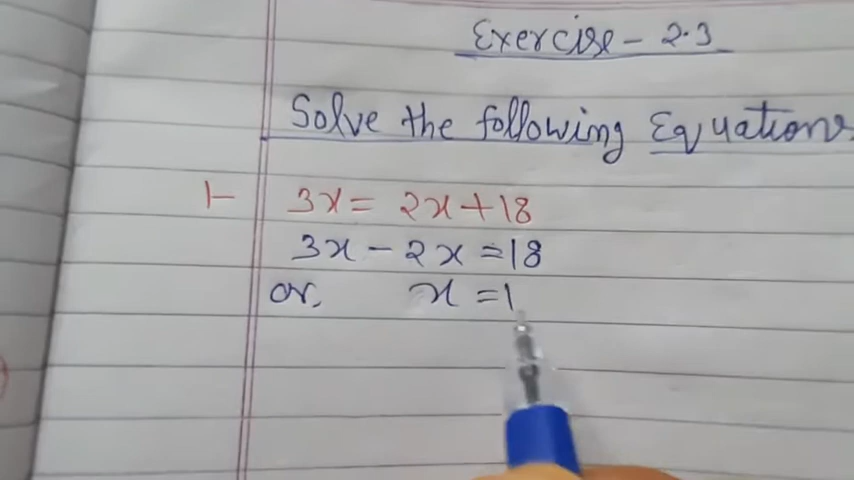 Exercise - 2.3
Solve the following Equations
1- 3x = 2x + 18
3x - 2x = 18
or, x = 1